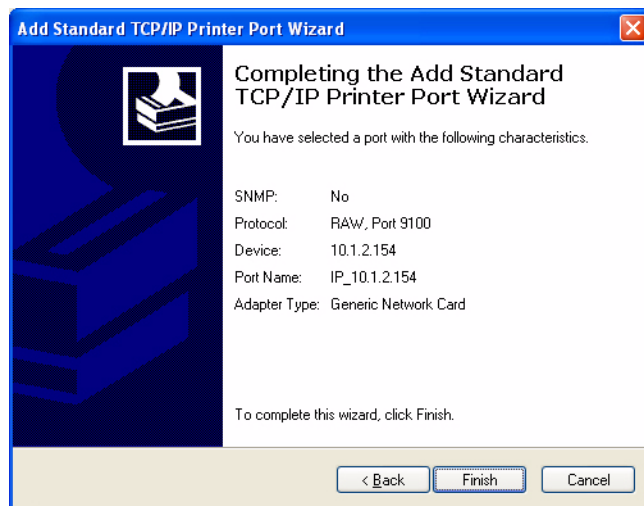 Add Standard TCP/IP Printer Port Wizard
Completing the Add Standard
TCP/IP Printer Port Wizard
You have selected a port with the following characteristics.
SNMP: No
Protocol: RAW, Port 9100
Device: 10.1.2.154
Port Name: IP_10.1.2.154
Adapter Type: Generic Network Card
To complete this wizard, click Finish.
< Back Finish Cancel